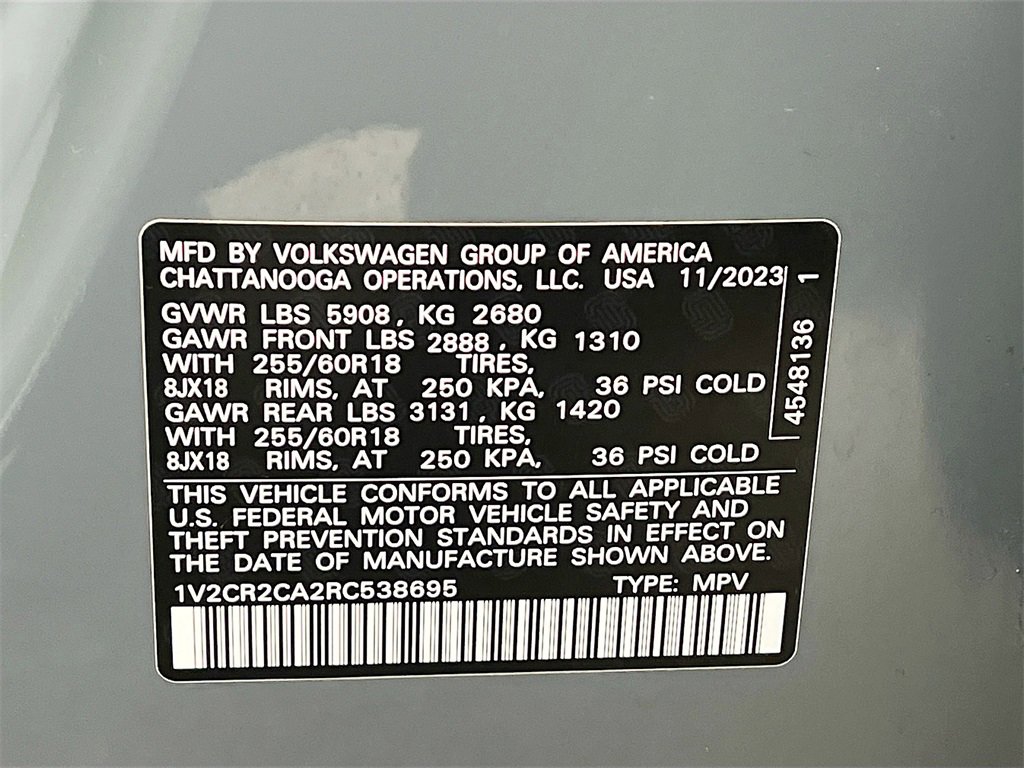 MFD BY VOLKSWAGEN GROUP OF AMERICA
CHATTANOOGA OPERATIONS, LLC. USA 11/2023
GVWR LBS 5908, KG 2680
GAWR FRONT LBS 2888, KG 1310
WITH 255/60R18 TIRES,
8JX18 RIMS, AT 250 KPA, 36 PSI COLD
GAWR REAR LBS 3131, KG 1420
WITH 255/60R18 TIRES,
8JX18 RIMS, AT 250 KPA, 36 PSI COLD
4548136 1
THIS VEHICLE CONFORMS TO ALL APPLICABLE
U.S. FEDERAL MOTOR VEHICLE SAFETY AND
THEFT PREVENTION STANDARDS IN EFFECT ON
THE DATE OF MANUFACTURE SHOWN ABOVE.
1V2CR2CA2RC538695 TYPE: MPV